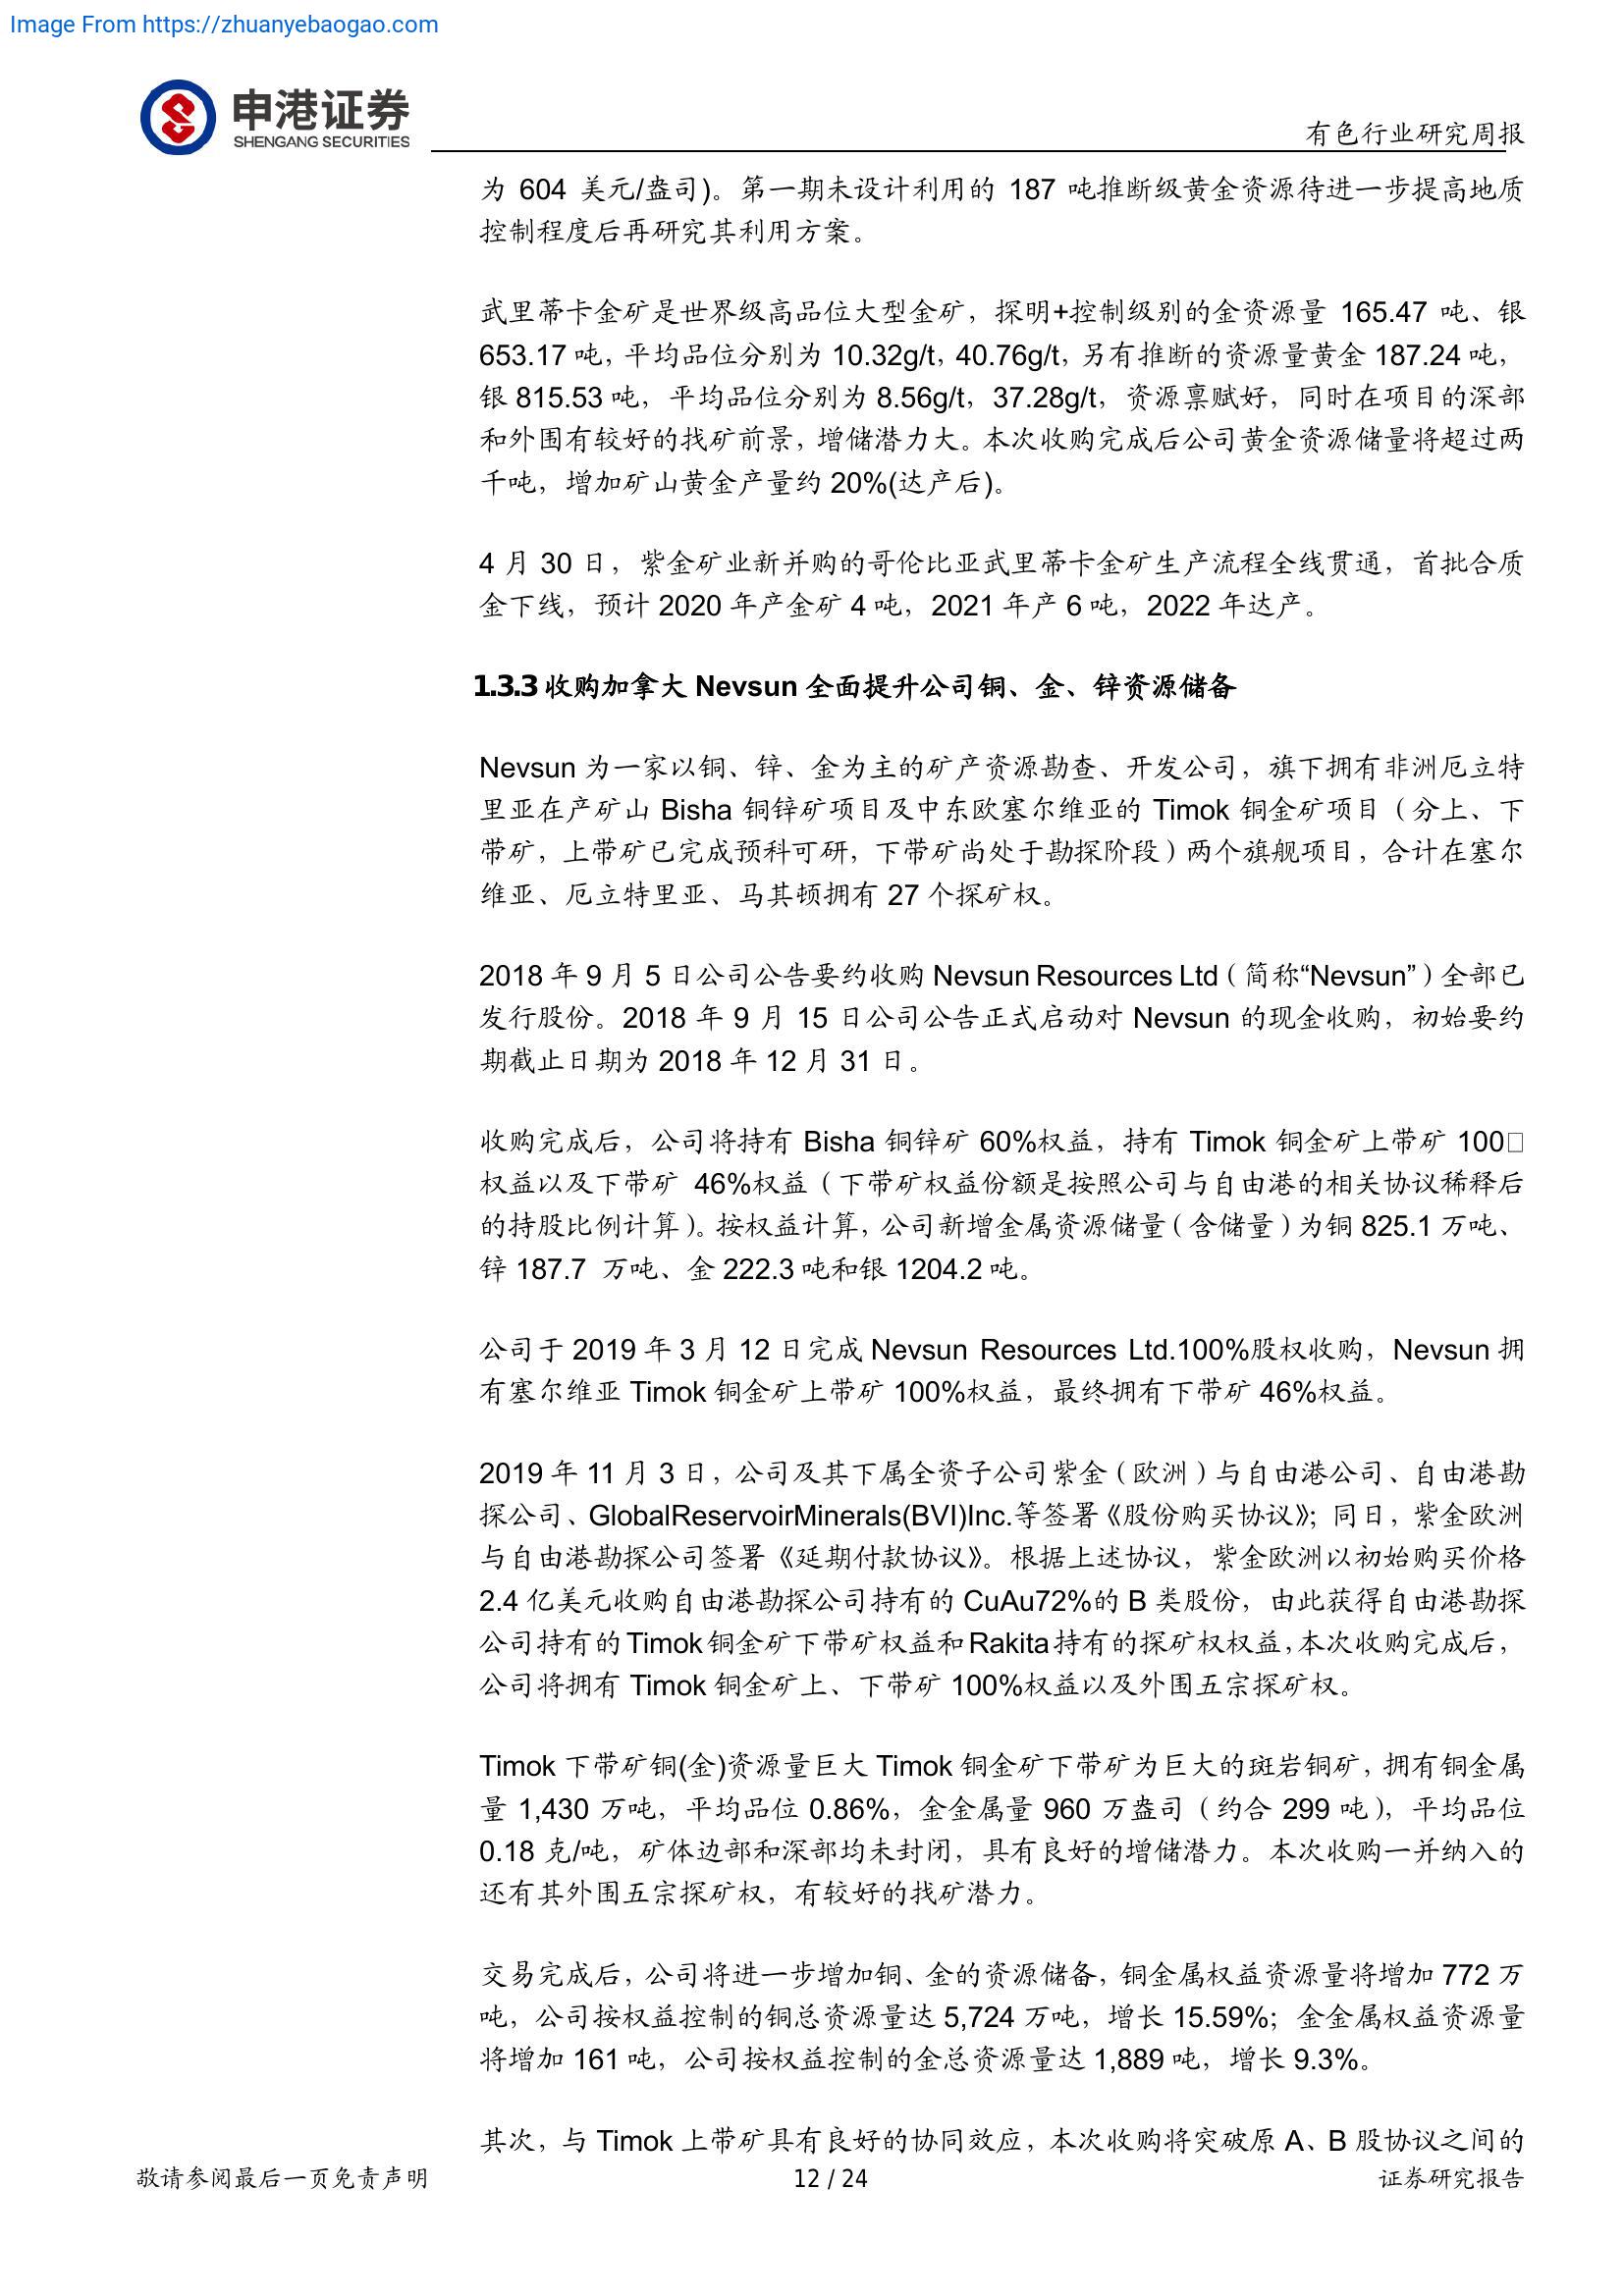 Image From https://zhuanyebaogao.com
申港证券
SHENGANG SECURITIES
有色行业研究周报
为 604 美元/盎司)。第一期未设计利用的 187 吨推断级黄金资源待进一步提高地质
控制程度后再研究其利用方案。
武里蒂卡金矿是世界级高品位大型金矿，探明+控制级别的金资源量 165.47 吨、银
653.17 吨，平均品位分别为 10.32g/t，40.76g/t，另有推断的资源量黄金 187.24 吨，
银 815.53 吨，平均品位分别为 8.56g/t，37.28g/t，资源禀赋好，同时在项目的深部
和外围有较好的找矿前景，增储潜力大。本次收购完成后公司黄金资源储量将超过两
千吨，增加矿山黄金产量约 20%(达产后)。
4 月 30 日，紫金矿业新并购的哥伦比亚武里蒂卡金矿生产流程全线贯通，首批合质
金下线，预计 2020 年产金矿 4 吨，2021 年产 6 吨，2022 年达产。
1.3.3 收购加拿大 Nevsun 全面提升公司铜、金、锌资源储备
Nevsun 为一家以铜、锌、金为主的矿产资源勘查、开发公司，旗下拥有非洲厄立特
里亚在产矿山 Bisha 铜锌矿项目及中东欧塞尔维亚的 Timok 铜金矿项目（分上、下
带矿，上带矿已完成预科可研，下带矿尚处于勘探阶段）两个旗舰项目，合计在塞尔
维亚、厄立特里亚、马其顿拥有 27 个探矿权。
2018 年 9 月 5 日公司公告要约收购 Nevsun Resources Ltd（简称“Nevsun”）全部已
发行股份。2018 年 9 月 15 日公司公告正式启动对 Nevsun 的现金收购，初始要约
期截止日期为 2018 年 12 月 31 日。
收购完成后，公司将持有 Bisha 铜锌矿 60%权益，持有 Timok 铜金矿上带矿 100□
权益以及下带矿 46%权益（下带矿权益份额是按照公司与自由港的相关协议稀释后
的持股比例计算）。按权益计算，公司新增金属资源储量（含储量）为铜 825.1 万吨、
锌 187.7 万吨、金 222.3 吨和银 1204.2 吨。
公司于 2019 年 3 月 12 日完成 Nevsun Resources Ltd.100%股权收购，Nevsun 拥
有塞尔维亚 Timok 铜金矿上带矿 100%权益，最终拥有下带矿 46%权益。
2019 年 11 月 3 日，公司及其下属全资子公司紫金（欧洲）与自由港公司、自由港勘
探公司、GlobalReservoirMinerals(BVI)Inc.等签署《股份购买协议》；同日，紫金欧洲
与自由港勘探公司签署《延期付款协议》。根据上述协议，紫金欧洲以初始购买价格
2.4 亿美元收购自由港勘探公司持有的 CuAu72%的 B 类股份，由此获得自由港勘探
公司持有的 Timok 铜金矿下带矿权益和 Rakita 持有的探矿权权益，本次收购完成后，
公司将拥有 Timok 铜金矿上、下带矿 100%权益以及外围五宗探矿权。
Timok 下带矿铜(金)资源量巨大 Timok 铜金矿下带矿为巨大的斑岩铜矿，拥有铜金属
量 1,430 万吨，平均品位 0.86%，金金属量 960 万盎司（约合 299 吨），平均品位
0.18 克/吨，矿体边部和深部均未封闭，具有良好的增储潜力。本次收购一并纳入的
还有其外围五宗探矿权，有较好的找矿潜力。
交易完成后，公司将进一步增加铜、金的资源储备，铜金属权益资源量将增加 772 万
吨，公司按权益控制的铜总资源量达 5,724 万吨，增长 15.59%；金金属权益资源量
将增加 161 吨，公司按权益控制的金总资源量达 1,889 吨，增长 9.3%。
其次，与 Timok 上带矿具有良好的协同效应，本次收购将突破原 A、B 股协议之间的
敬请参阅最后一页免责声明
12 / 24
证券研究报告